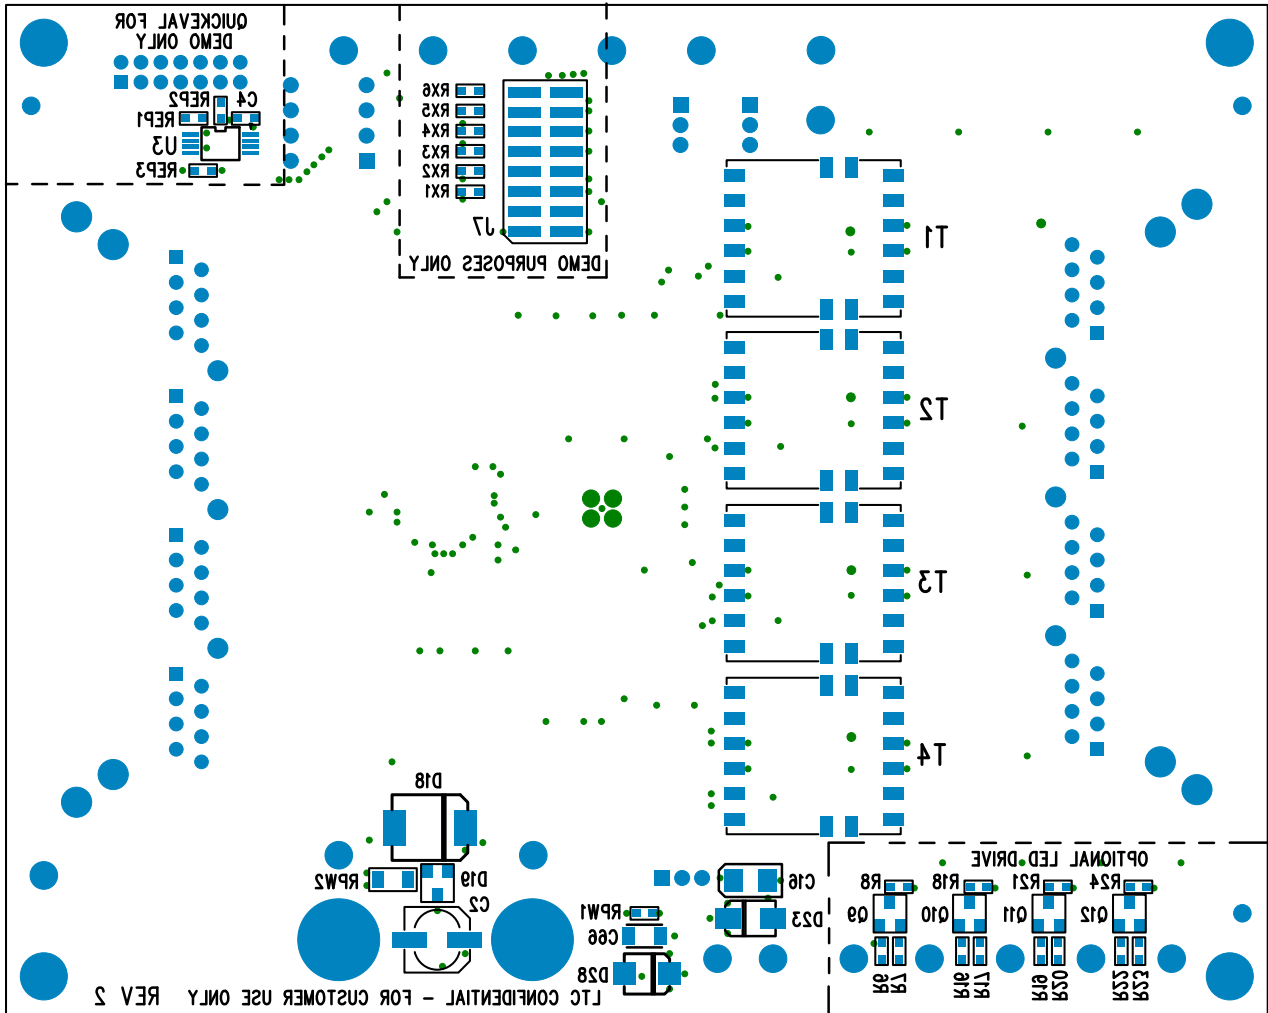 QUICKEVAL FOR
DEMO ONLY
REP2
C4
REP1
U3
REP3
RX6
RX5
RX4
RX3
RX2
RX1
J7
DEMO PURPOSES ONLY
T1
T2
T3
T4
D18
RPW2
D19
C2
C16
RPW1
D23
C66
D28
OPTIONAL LED DRIVE
R8
R18
R21
R24
Q9
Q10
Q11
Q12
R6
R7
R16
R17
R19
R20
R22
R23
LTC CONFIDENTIAL - FOR CUSTOMER USE ONLY
REV 2